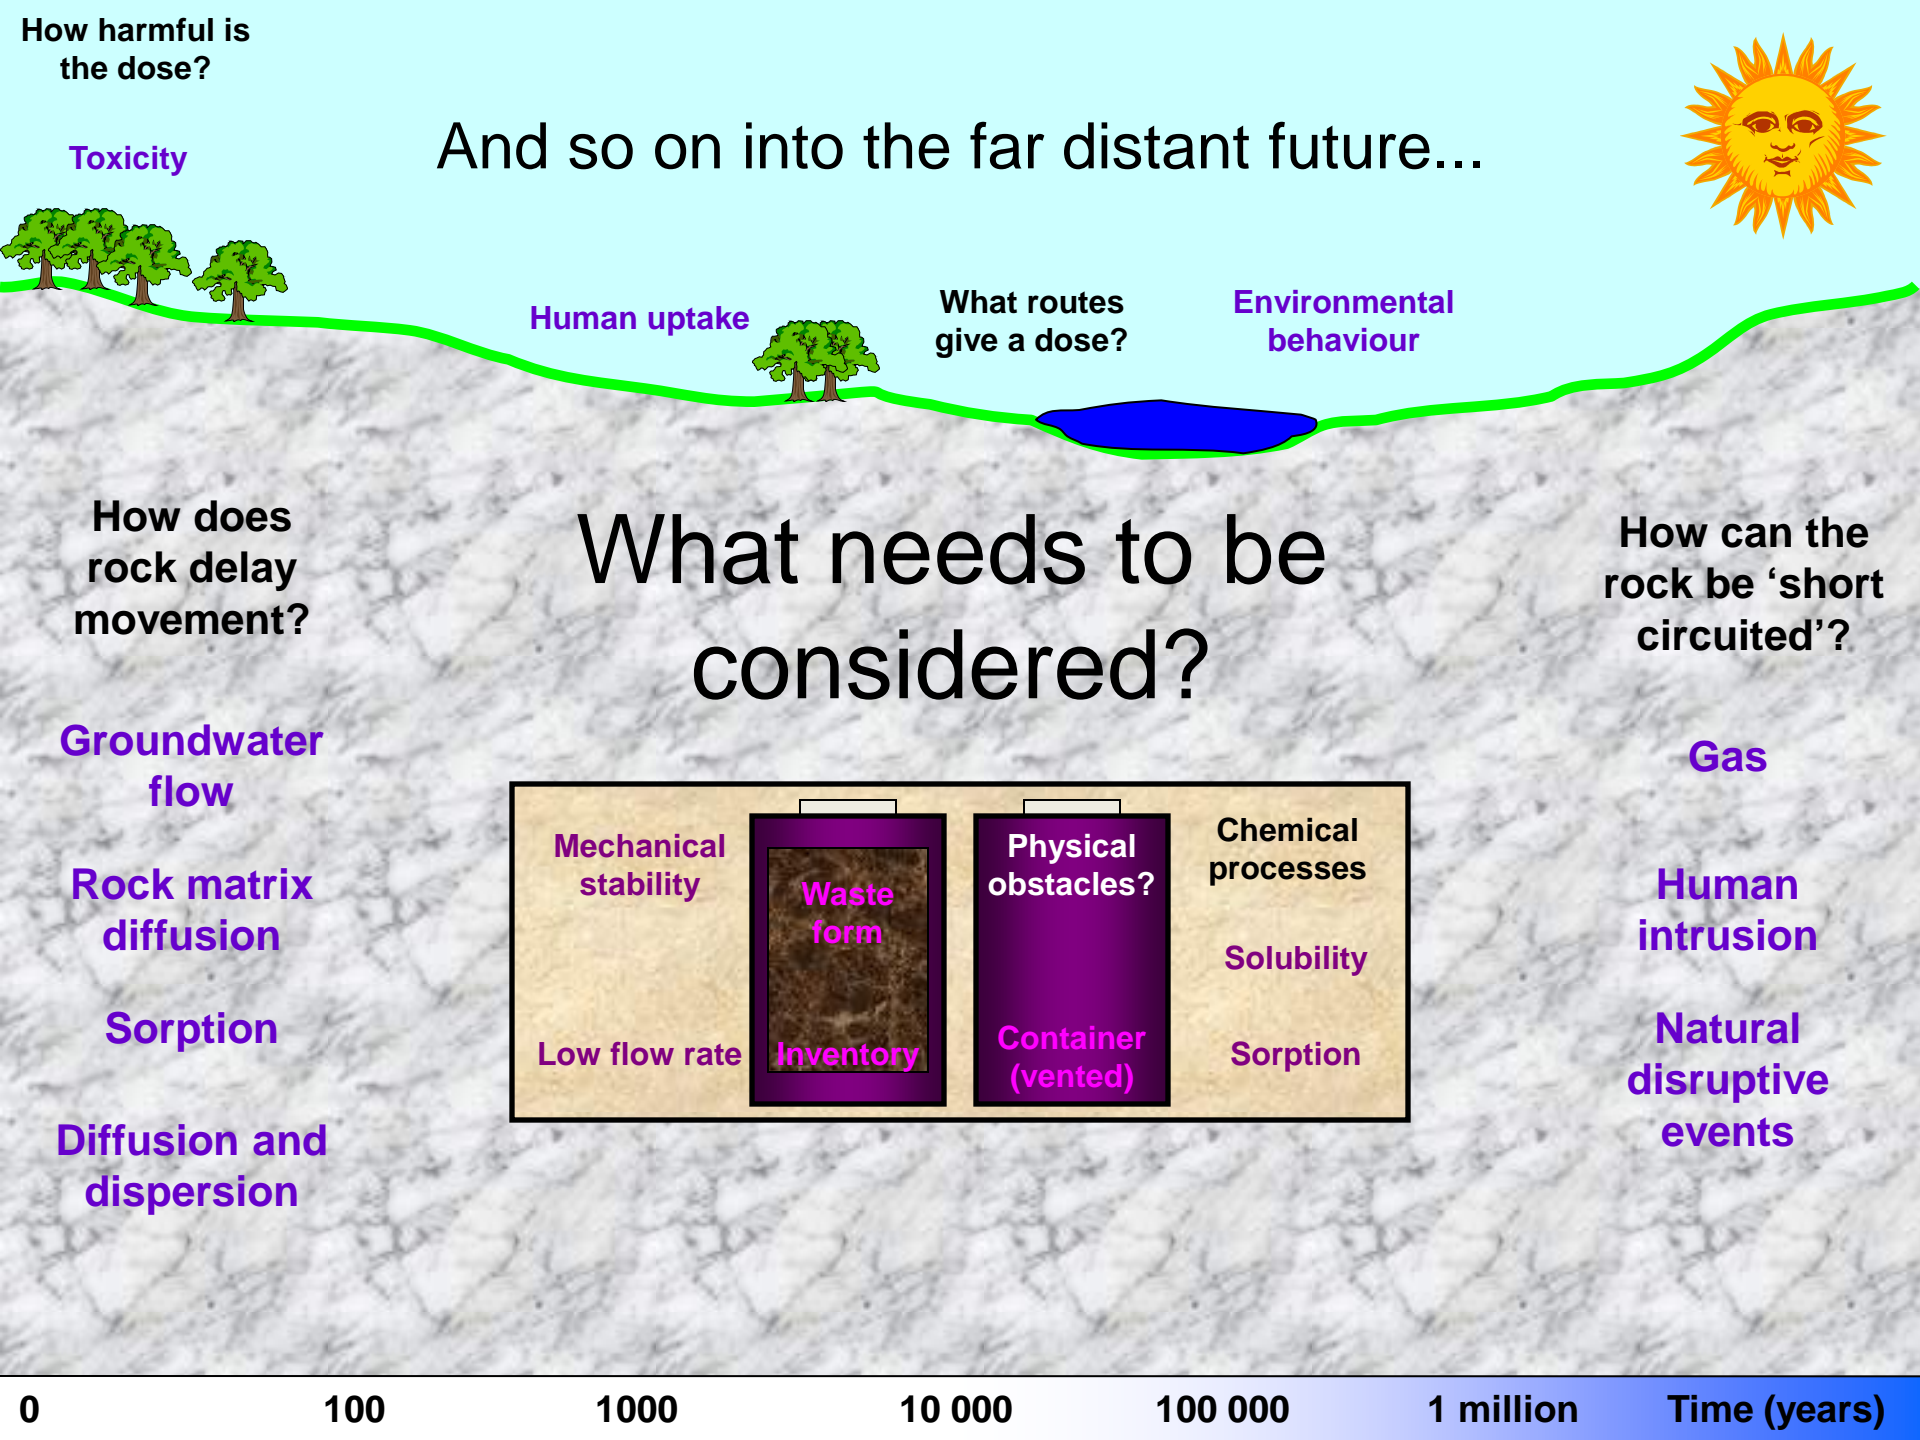 How harmful is
the dose?
Toxicity
And so on into the far distant future...
Human uptake
What routes
give a dose?
Environmental
behaviour
How does
rock delay
movement?
Groundwater
flow
Rock matrix
diffusion
Sorption
Diffusion and
dispersion
What needs to be
considered?
Mechanical
stability
Low flow rate
Waste
form
Inventory
Physical
obstacles?
Container
(vented)
Chemical
processes
Solubility
Sorption
How can the
rock be ‘short
circuited’?
Gas
Human
intrusion
Natural
disruptive
events
0 100 1000 10 000 100 000 1 million Time (years)